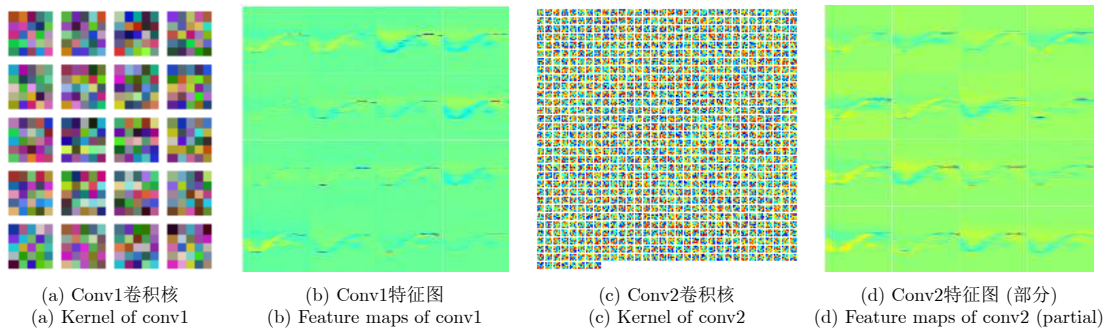 (a) Conv1卷积核
(a) Kernel of conv1
(b) Conv1特征图
(b) Feature maps of conv1
(c) Conv2卷积核
(c) Kernel of conv2
(d) Conv2特征图 (部分)
(d) Feature maps of conv2 (partial)